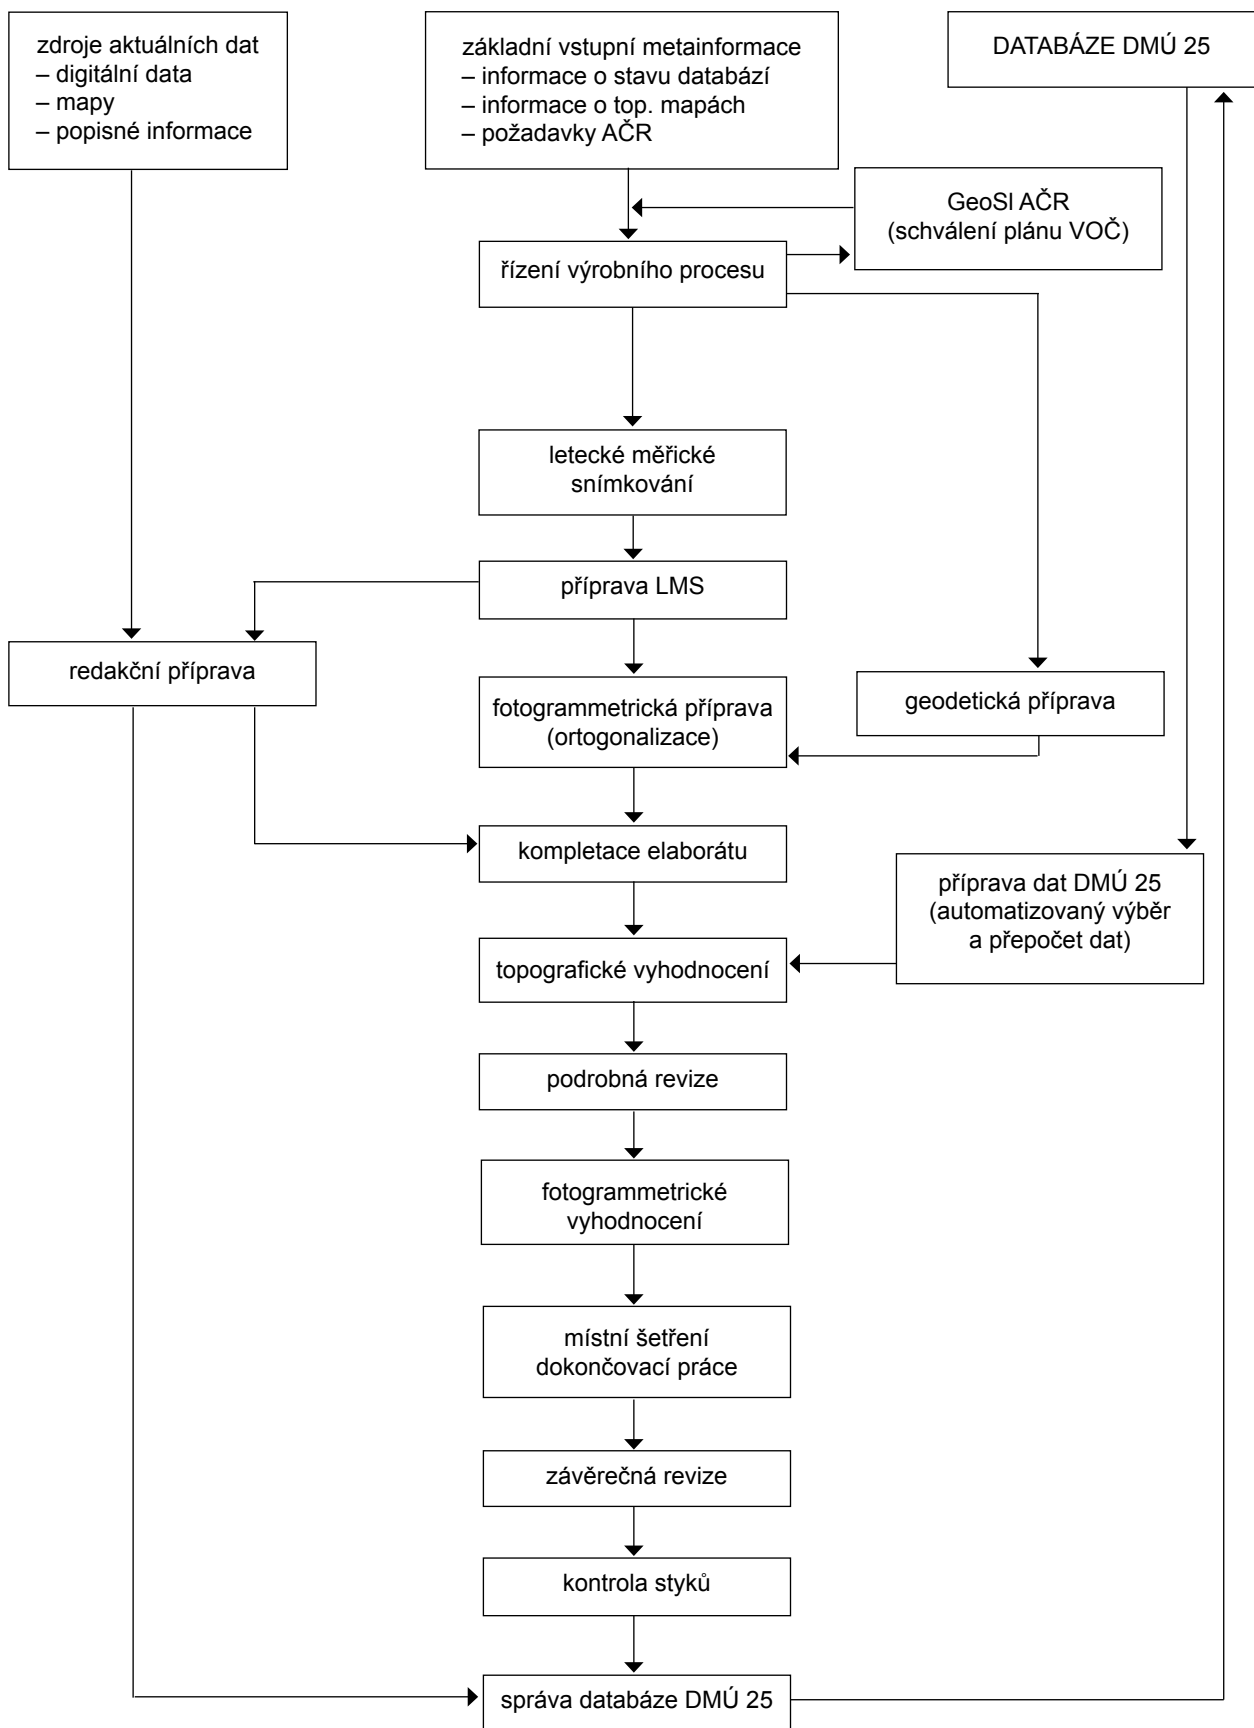 zdroje aktuálních dat
– digitální data
– mapy
– popisné informace
základní vstupní metainformace
– informace o stavu databází
– informace o top. mapách
– požadavky AČR
DATABÁZE DMÚ 25
GeoSl AČR
(schválení plánu VOČ)
řízení výrobního procesu
letecké měřické
snímkování
příprava LMS
redakční příprava
fotogrammetrická příprava
(ortogonalizace)
geodetická příprava
kompletace elaborátu
příprava dat DMÚ 25
(automatizovaný výběr
a přepočet dat)
topografické vyhodnocení
podrobná revize
fotogrammetrické
vyhodnocení
místní šetření
dokončovací práce
závěrečná revize
kontrola styků
správa databáze DMÚ 25